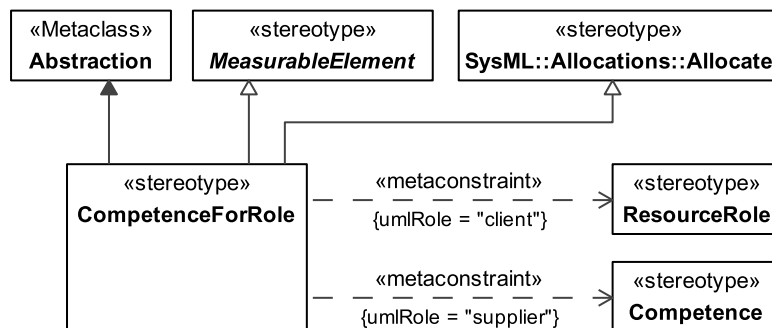 «Metaclass»
Abstraction
«stereotype»
MeasurableElement
«stereotype»
SysML::Allocations::Allocate
«stereotype»
CompetenceForRole
«metaconstraint»
{umlRole = "client"}
«stereotype»
ResourceRole
«metaconstraint»
{umlRole = "supplier"}
«stereotype»
Competence